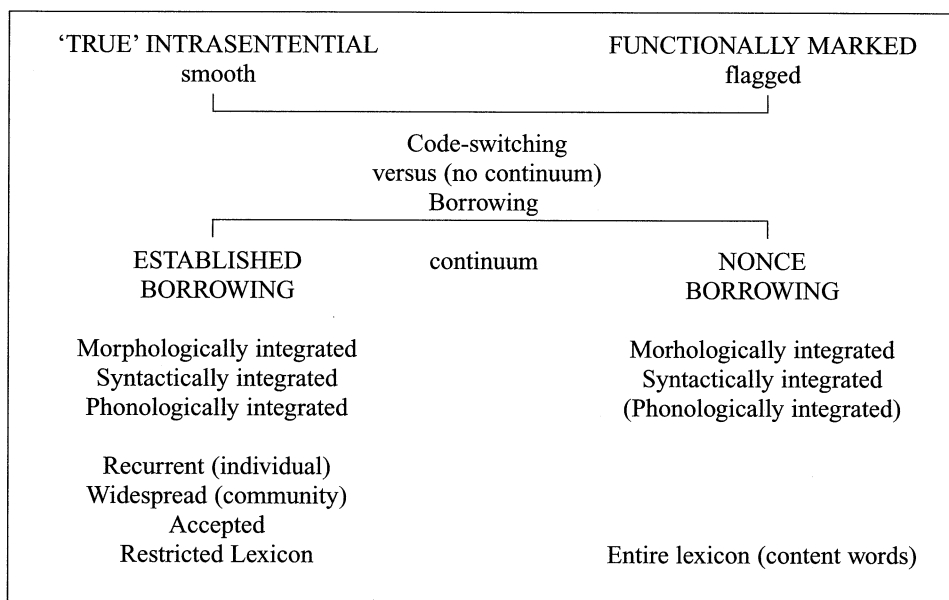 ‘TRUE’ INTRASENTENTIAL
smooth
FUNCTIONALLY MARKED
flagged
Code-switching
versus (no continuum)
Borrowing
ESTABLISHED
BORROWING
continuum
NONCE
BORROWING
Morphologically integrated
Syntactically integrated
Phonologically integrated
Morhologically integrated
Syntactically integrated
(Phonologically integrated)
Recurrent (individual)
Widespread (community)
Accepted
Restricted Lexicon
Entire lexicon (content words)